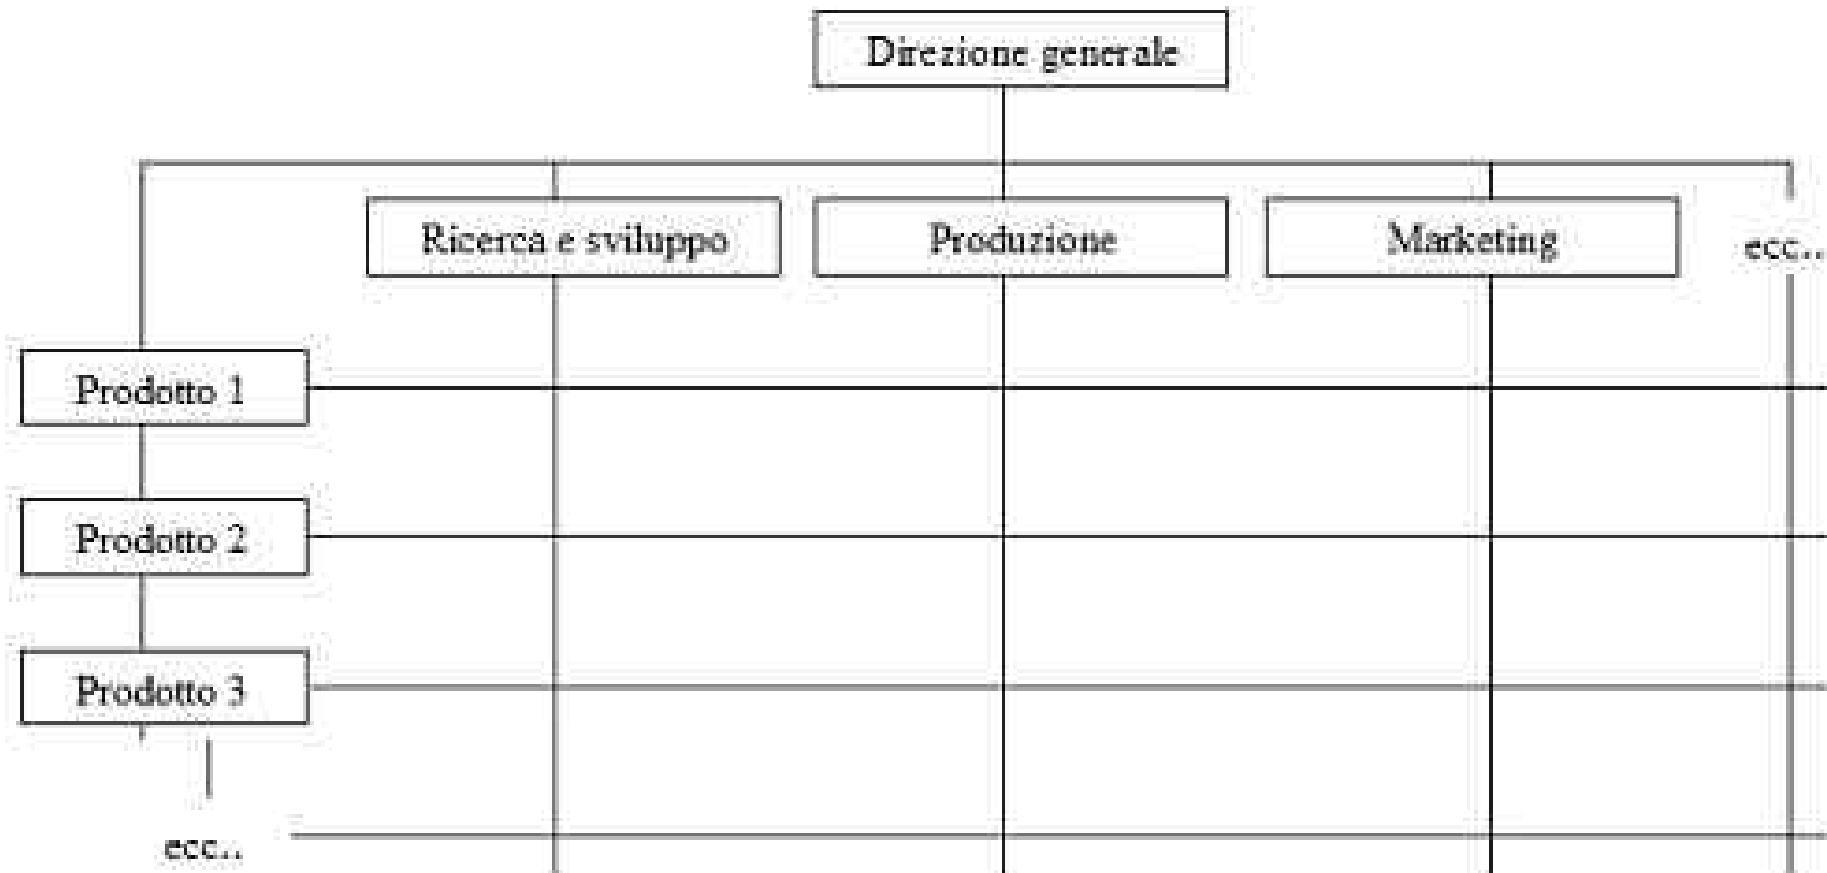 Direzione generale
Ricerca e sviluppo
Produzione
Marketing
ecc..
Prodotto 1
Prodotto 2
Prodotto 3
ecc..